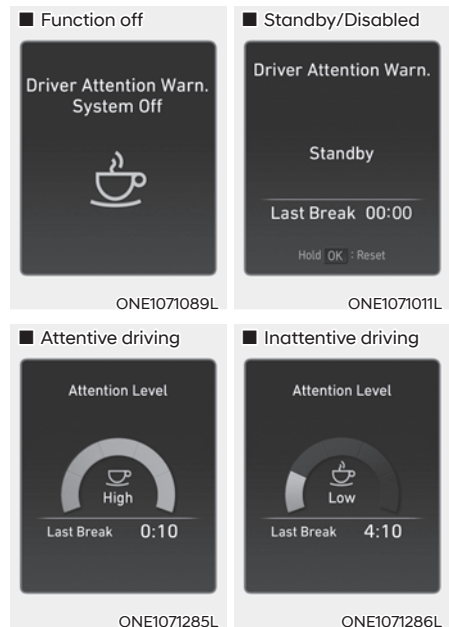 ■ Function off
Driver Attention Warn.
System Off
ONE1071089L
■ Standby/Disabled
Driver Attention Warn.
Standby
Last Break 00:00
Hold OK : Reset
ONE1071011L
■ Attentive driving
Attention Level
High
Last Break 0:10
ONE1071285L
■ Inattentive driving
Attention Level
Low
Last Break 4:10
ONE1071286L